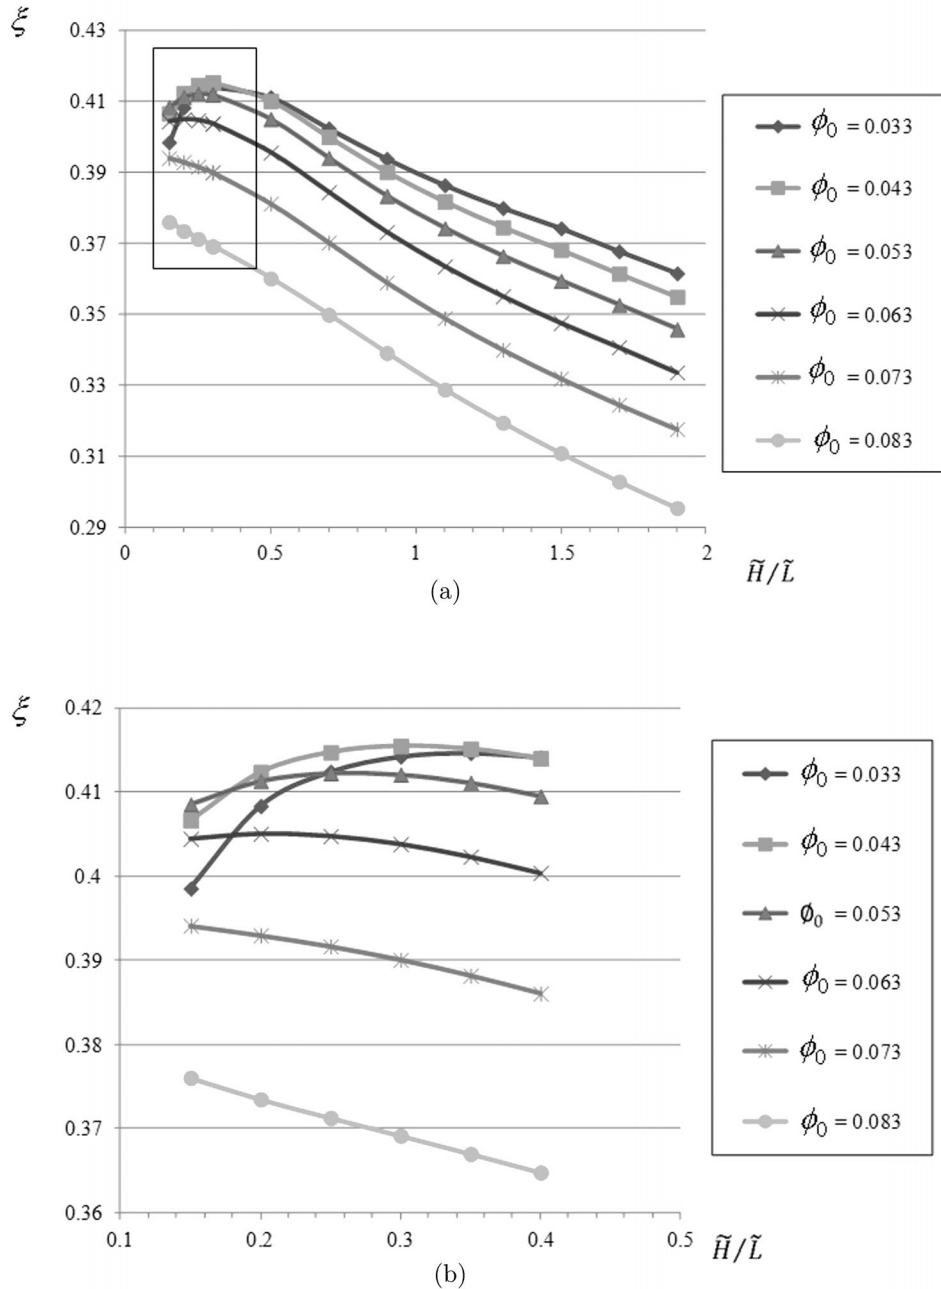 ξ
0.43
0.41
0.39
0.37
0.35
0.33
0.31
0.29
0
0.5
1
1.5
2
H̃/L̃
ϕ₀ = 0.033
ϕ₀ = 0.043
ϕ₀ = 0.053
ϕ₀ = 0.063
ϕ₀ = 0.073
ϕ₀ = 0.083
(a)
ξ
0.42
0.41
0.4
0.39
0.38
0.37
0.36
0.1
0.2
0.3
0.4
0.5
H̃/L̃
ϕ₀ = 0.033
ϕ₀ = 0.043
ϕ₀ = 0.053
ϕ₀ = 0.063
ϕ₀ = 0.073
ϕ₀ = 0.083
(b)